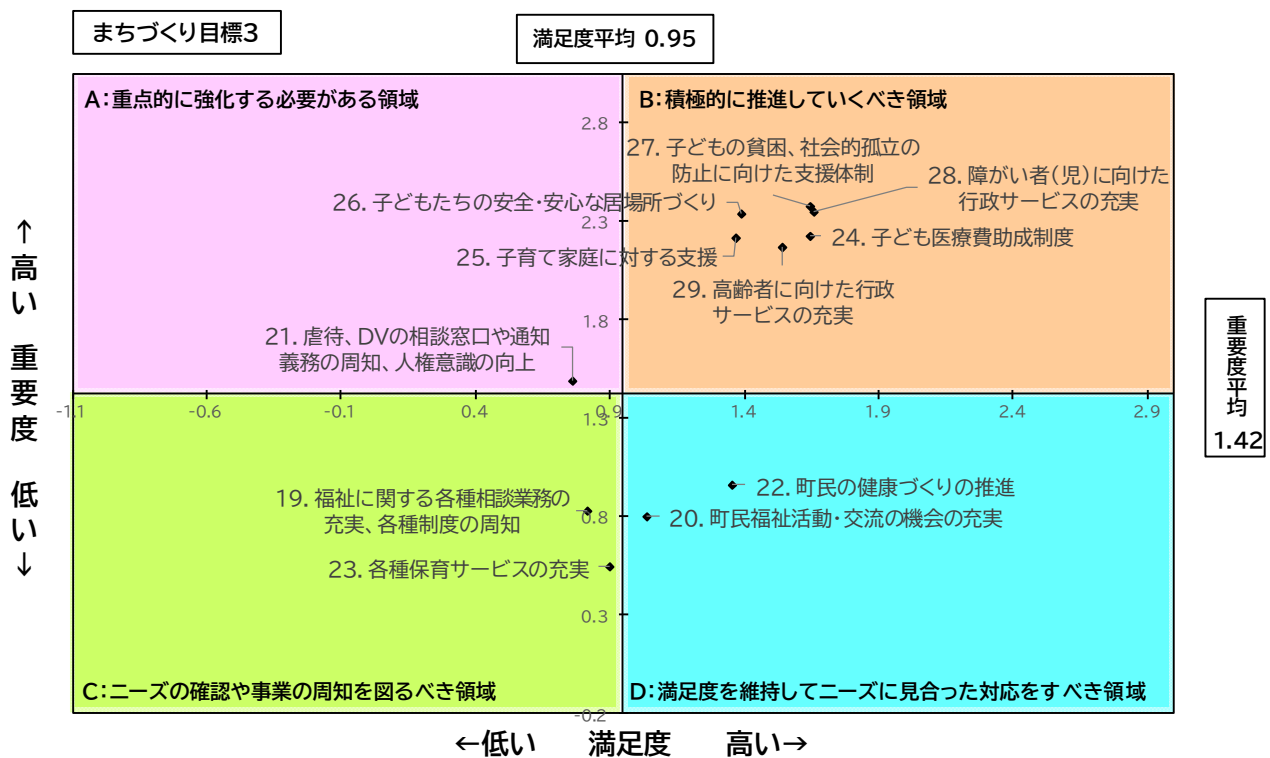 まちづくり目標3
満足度平均 0.95
A:重点的に強化する必要がある領域
B:積極的に推進していくべき領域
2.8
27. 子どもの貧困、社会的孤立の
防止に向けた支援体制
28. 障がい者(児)に向けた
行政サービスの充実
26. 子どもたちの安全・安心な居場所づくり
2.3
24. 子ども医療費助成制度
25. 子育て家庭に対する支援
29. 高齢者に向けた行政
サービスの充実
1.8
21. 虐待、DVの相談窓口や通知
義務の周知、人権意識の向上
↑高い 重要度 低い↓
重要度平均
1.42
-1.1
-0.6
-0.1
0.4
0.9
1.4
1.9
2.4
2.9
1.3
19. 福祉に関する各種相談業務の
充実、各種制度の周知
22. 町民の健康づくりの推進
0.8
20. 町民福祉活動・交流の機会の充実
23. 各種保育サービスの充実
0.3
C:ニーズの確認や事業の周知を図るべき領域
D:満足度を維持してニーズに見合った対応をすべき領域
-0.2
←低い 満足度 高い→